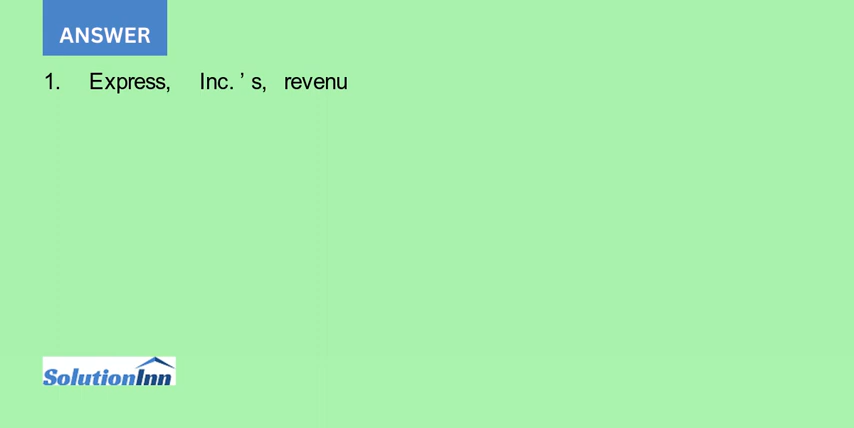 ANSWER
1. Express, Inc. ’ s, revenu
SolutionInn